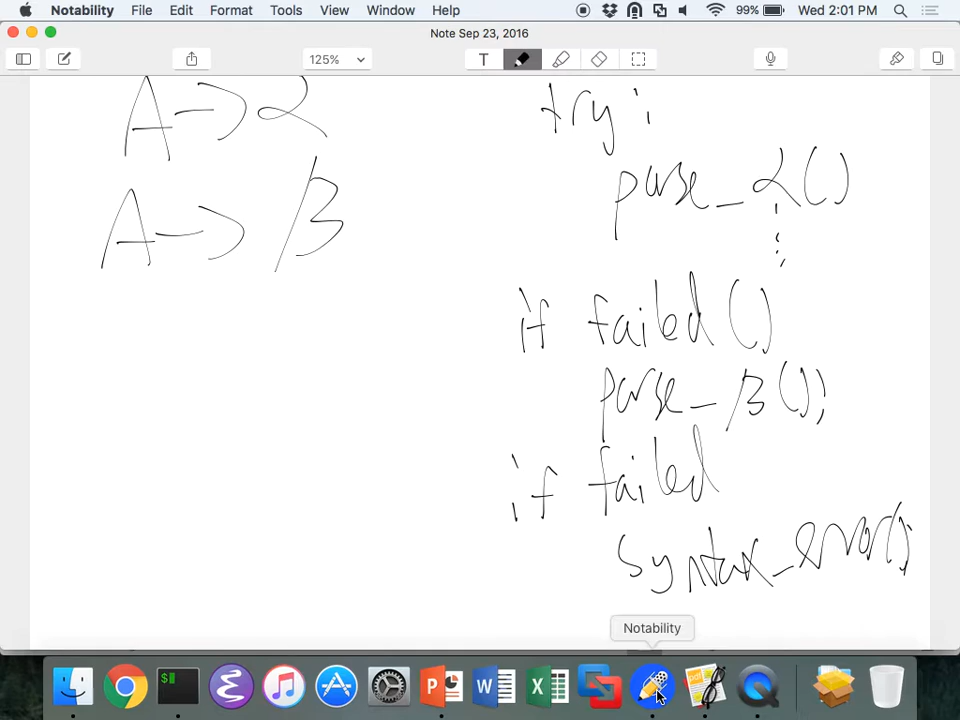 Notability File Edit Format Tools View Window Help 99% Wed 2:01 PM
Note Sep 23, 2016
125% T
A → α
A → β
try:
parse_α()
if failed()
parse_β();
if failed
syntax_error();
Notability
$
P W X
pdf